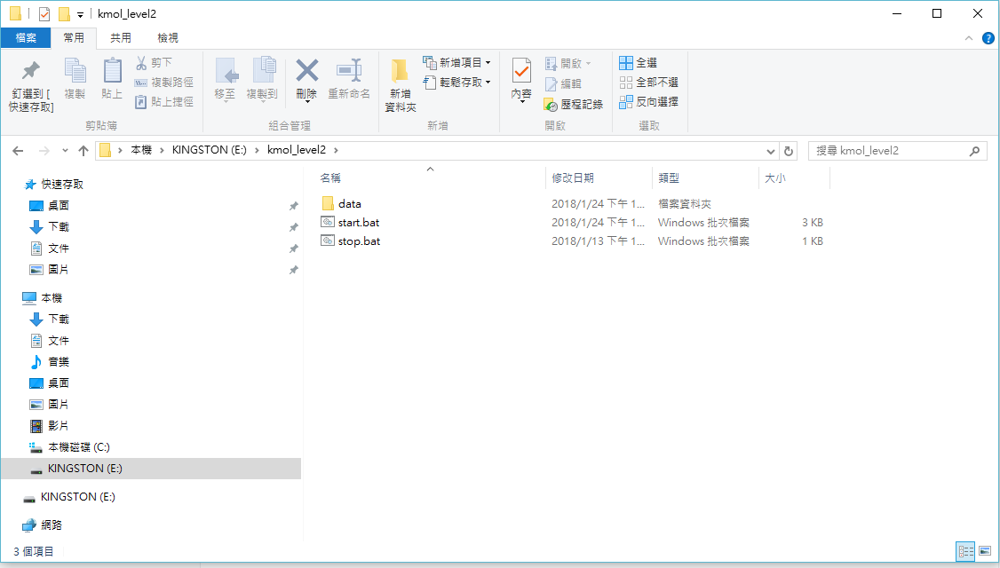 kmol_level2
檔案 常用 共用 檢視
釘選到 [
快速存取]
複製
貼上
剪下
複製路徑
貼上捷徑
剪貼簿
移至
複製到
刪除
重新命名
組合管理
新增
資料夾
新增項目
輕鬆存取
新增
內容
開啟
編輯
歷程記錄
開啟
全選
全部不選
反向選擇
選取
本機 > KINGSTON (E:) > kmol_level2 >
搜尋 kmol_level2
快速存取
桌面
下載
文件
圖片
本機
下載
文件
音樂
桌面
圖片
影片
本機磁碟 (C:)
KINGSTON (E:)
KINGSTON (E:)
網路
名稱 修改日期 類型 大小
data 2018/1/24 下午 1... 檔案資料夾
start.bat 2018/1/24 下午 1... Windows 批次檔案 3 KB
stop.bat 2018/1/13 下午 1... Windows 批次檔案 1 KB
3 個項目